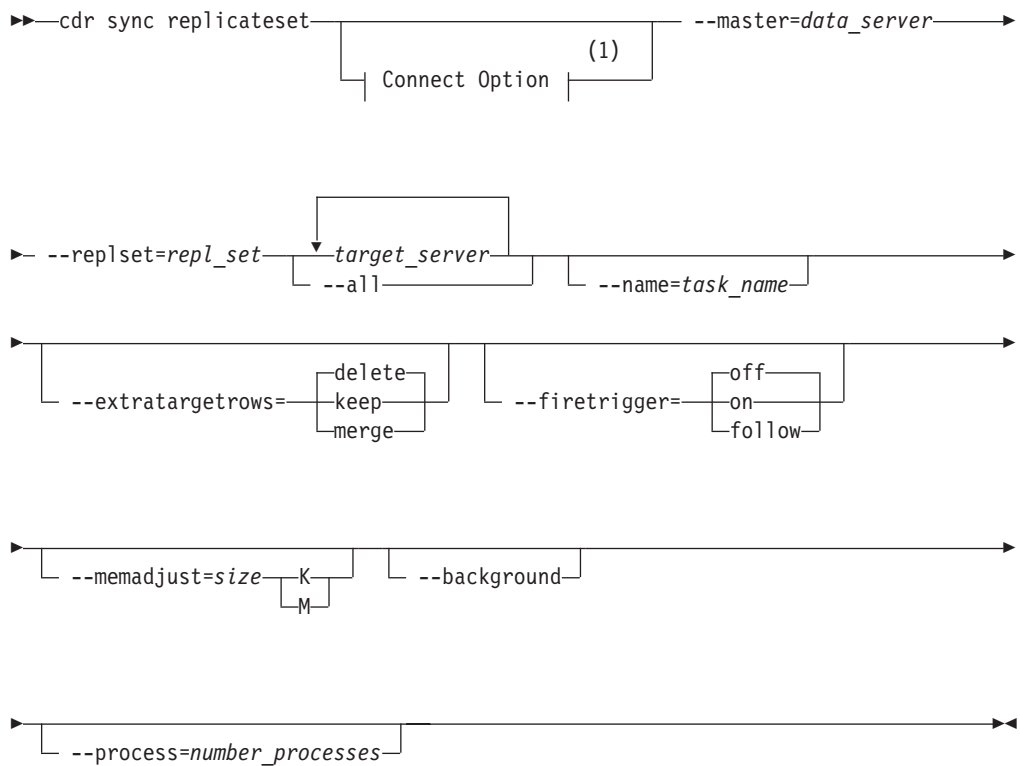 cdr sync replicateset --master=data_server
(1)
Connect Option
--replset=repl_set target_server
--all
--name=task_name
--extratargetrows= delete
keep
merge
--firetrigger= off
on
follow
--memadjust=size K
M
--background
--process=number_processes